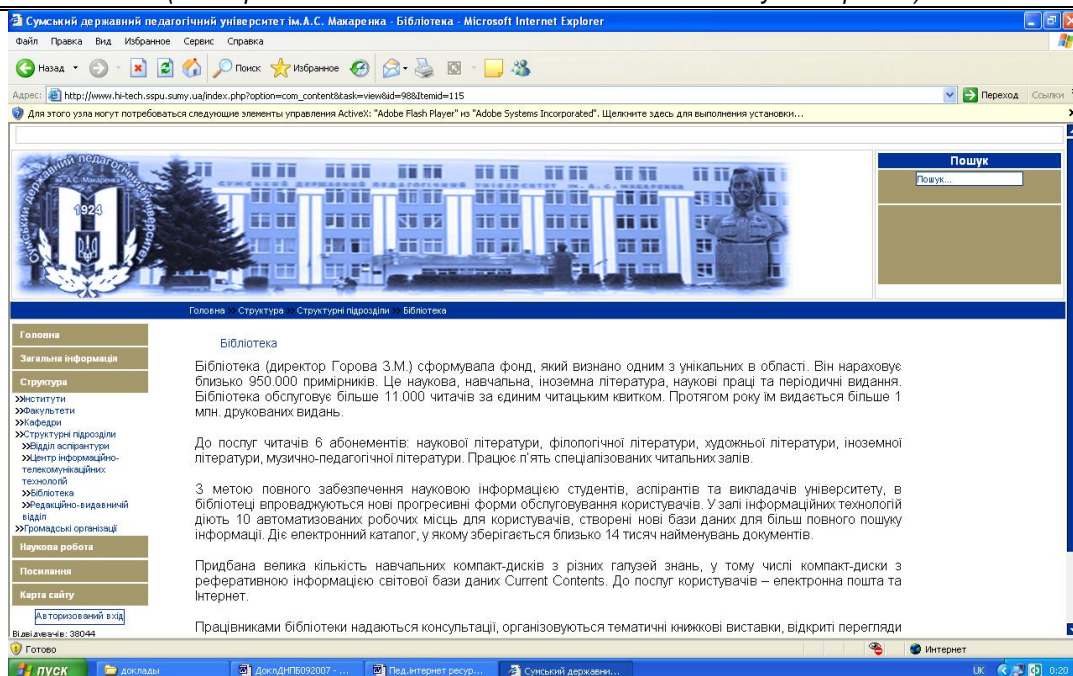 Сумський державний педагогічний університет ім.А.С. Макаренка - Бібліотека - Microsoft Internet Explorer
Файл Правка Вид Избранное Сервис Справка
Назад Поиск Избранное
Адрес: http://www.hi-tech.sspu.sumy.ua/index.php?option=com_content&task=view&id=98&Itemid=115 Переход Ссылки
Для этого узла могут потребоваться следующие элементы управления ActiveX: "Adobe Flash Player" из "Adobe Systems Incorporated". Щелкните здесь для выполнения установки...
Сумський державний педагогічний університет
ім. А.С. Макаренка
1924
СУМСЬКИЙ ДЕРЖАВНИЙ ПЕДАГОГІЧНИЙ УНІВЕРСИТЕТ ІМ. А.С. МАКАРЕНКА
Пошук
Пошук...
Головна » Структура » Структурні підрозділи » Бібліотека
Головна
Загальна інформація
Структура
»Інститути
»Факультети
»Кафедри
»Структурні підрозділи
»Відділ аспірантури
»Центр інформаційно-
телекомунікаційних
технологій
»Бібліотека
»Редакційно-видавничій
відділ
»Громадські організації
Наукова робота
Посилання
Карта сайту
Авторизований вхід
Відвідувачів: 38044
Бібліотека
Бібліотека (директор Горова З.М.) сформувала фонд, який визнано одним з унікальних в області. Він нараховує
близько 950.000 примірників. Це наукова, навчальна, іноземна література, наукові праці та періодичні видання.
Бібліотека обслуговує більше 11.000 читачів за єдиним читацьким квитком. Протягом року їм видається більше 1
млн. друкованих видань.
До послуг читачів 6 абонементів: наукової літератури, філологічної літератури, художньої літератури, іноземної
літератури, музично-педагогічної літератури. Працює п'ять спеціалізованих читальних залів.
З метою повного забезпечення науковою інформацією студентів, аспірантів та викладачів університету, в
бібліотеці впроваджуються нові прогресивні форми обслуговування користувачів. У залі інформаційних технологій
діють 10 автоматизованих робочих місць для користувачів, створені нові бази даних для більш повного пошуку
інформації. Діє електронний каталог, у якому зберігається близько 14 тисяч найменувань документів.
Придбана велика кількість навчальних компакт-дисків з різних галузей знань, у тому числі компакт-диски з
реферативною інформацією світової бази даних Current Contents. До послуг користувачів – електронна пошта та
Інтернет.
Працівниками бібліотеки надаються консультації, організовуються тематичні книжкові виставки, відкриті перегляди
Готово Интернет
пуск доклады ДоклДНПБ092007 - ... Пед.інтернет ресур... Сумський державни... UK 0:20